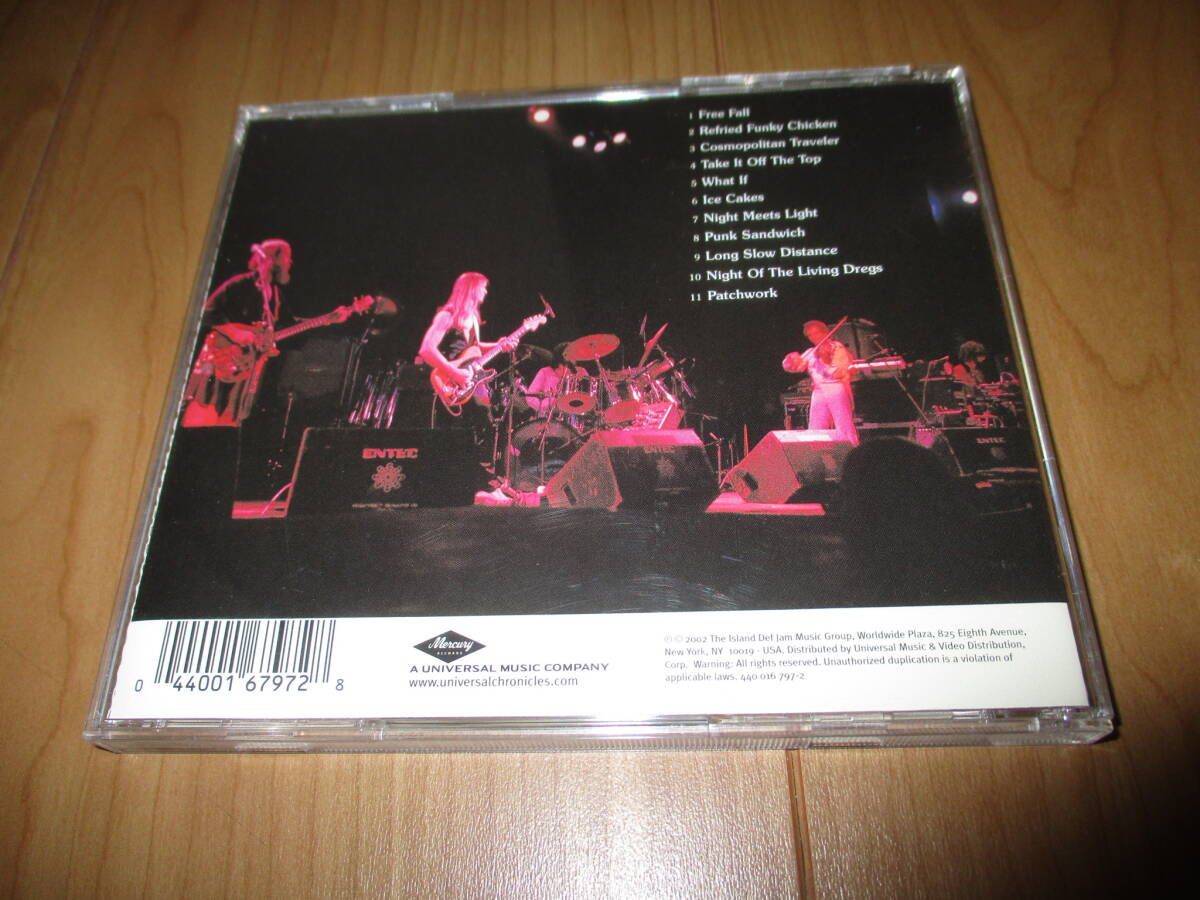 1 Free Fall
2 Refried Funky Chicken
3 Cosmopolitan Traveler
4 Take It Off The Top
5 What If
6 Ice Cakes
7 Night Meets Light
8 Punk Sandwich
9 Long Slow Distance
10 Night Of The Living Dregs
11 Patchwork
ENTEC
ENTEC
ENTEC
0 44001 67972 8
Mercury
RECORDS
A UNIVERSAL MUSIC COMPANY
www.universalchronicles.com
℗ © 2002 The Island Def Jam Music Group, Worldwide Plaza, 825 Eighth Avenue,
New York, NY 10019 - USA. Distributed by Universal Music & Video Distribution,
Corp. Warning: All rights reserved. Unauthorized duplication is a violation of
applicable laws. 440 016 797-2